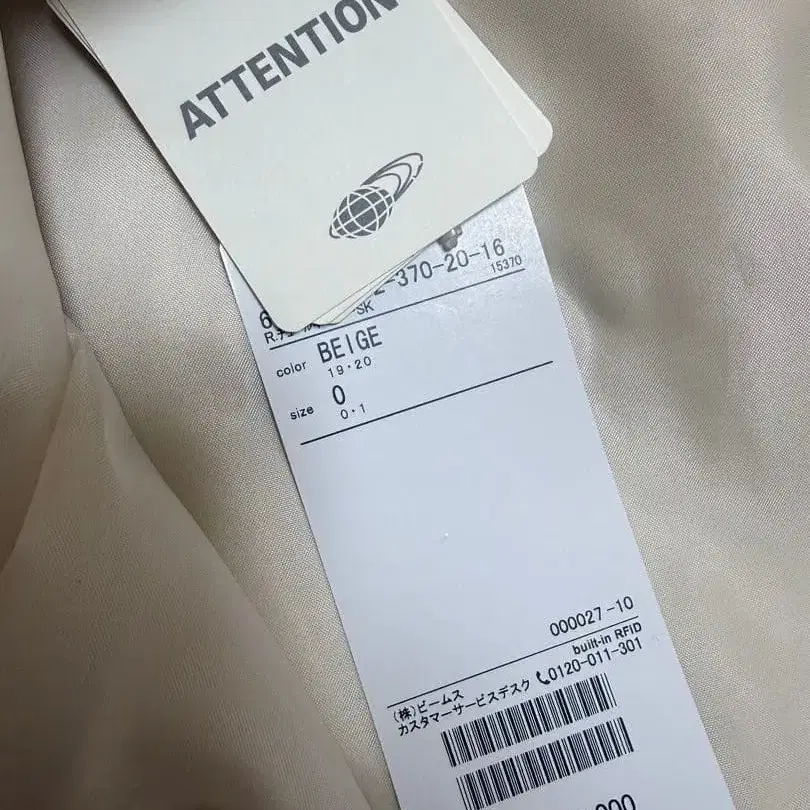 ATTENTION
-370-20-16
15370
SK
color BEIGE
19・20
size 0
0・1
000027-10
built-in RFiD
(株)ビームス
カスタマーサービスデスク 0120-011-301